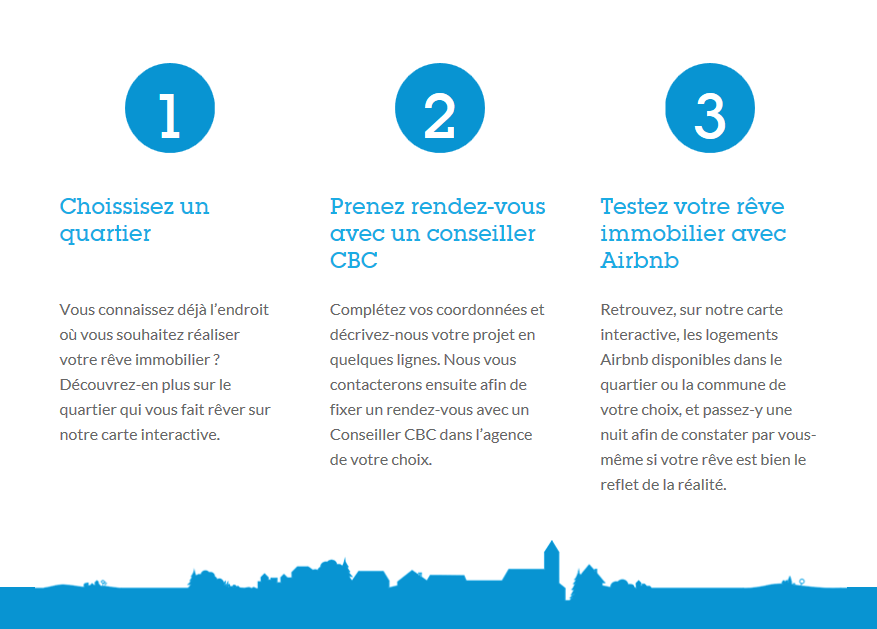 1
Choissisez un
quartier
Vous connaissez déjà l'endroit
où vous souhaitez réaliser
votre rêve immobilier ?
Découvrez-en plus sur le
quartier qui vous fait rêver sur
notre carte interactive.
2
Prenez rendez-vous
avec un conseiller
CBC
Complétez vos coordonnées et
décrivez-nous votre projet en
quelques lignes. Nous vous
contacterons ensuite afin de
fixer un rendez-vous avec un
Conseiller CBC dans l'agence
de votre choix.
3
Testez votre rêve
immobilier avec
Airbnb
Retrouvez, sur notre carte
interactive, les logements
Airbnb disponibles dans le
quartier ou la commune de
votre choix, et passez-y une
nuit afin de constater par vous-
même si votre rêve est bien le
reflet de la réalité.